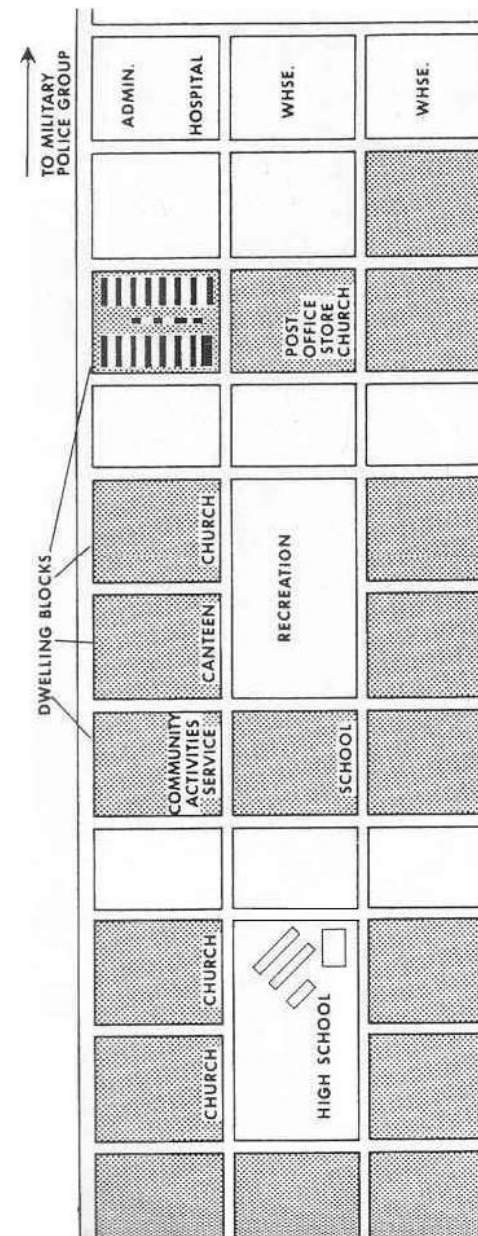 TO MILITARY
POLICE GROUP
DWELLING BLOCKS
ADMIN.
HOSPITAL
WHSE.
WHSE.
POST
OFFICE
STORE
CHURCH
CHURCH
RECREATION
CANTEEN
COMMUNITY
ACTIVITIES
SERVICE
SCHOOL
CHURCH
CHURCH
HIGH SCHOOL